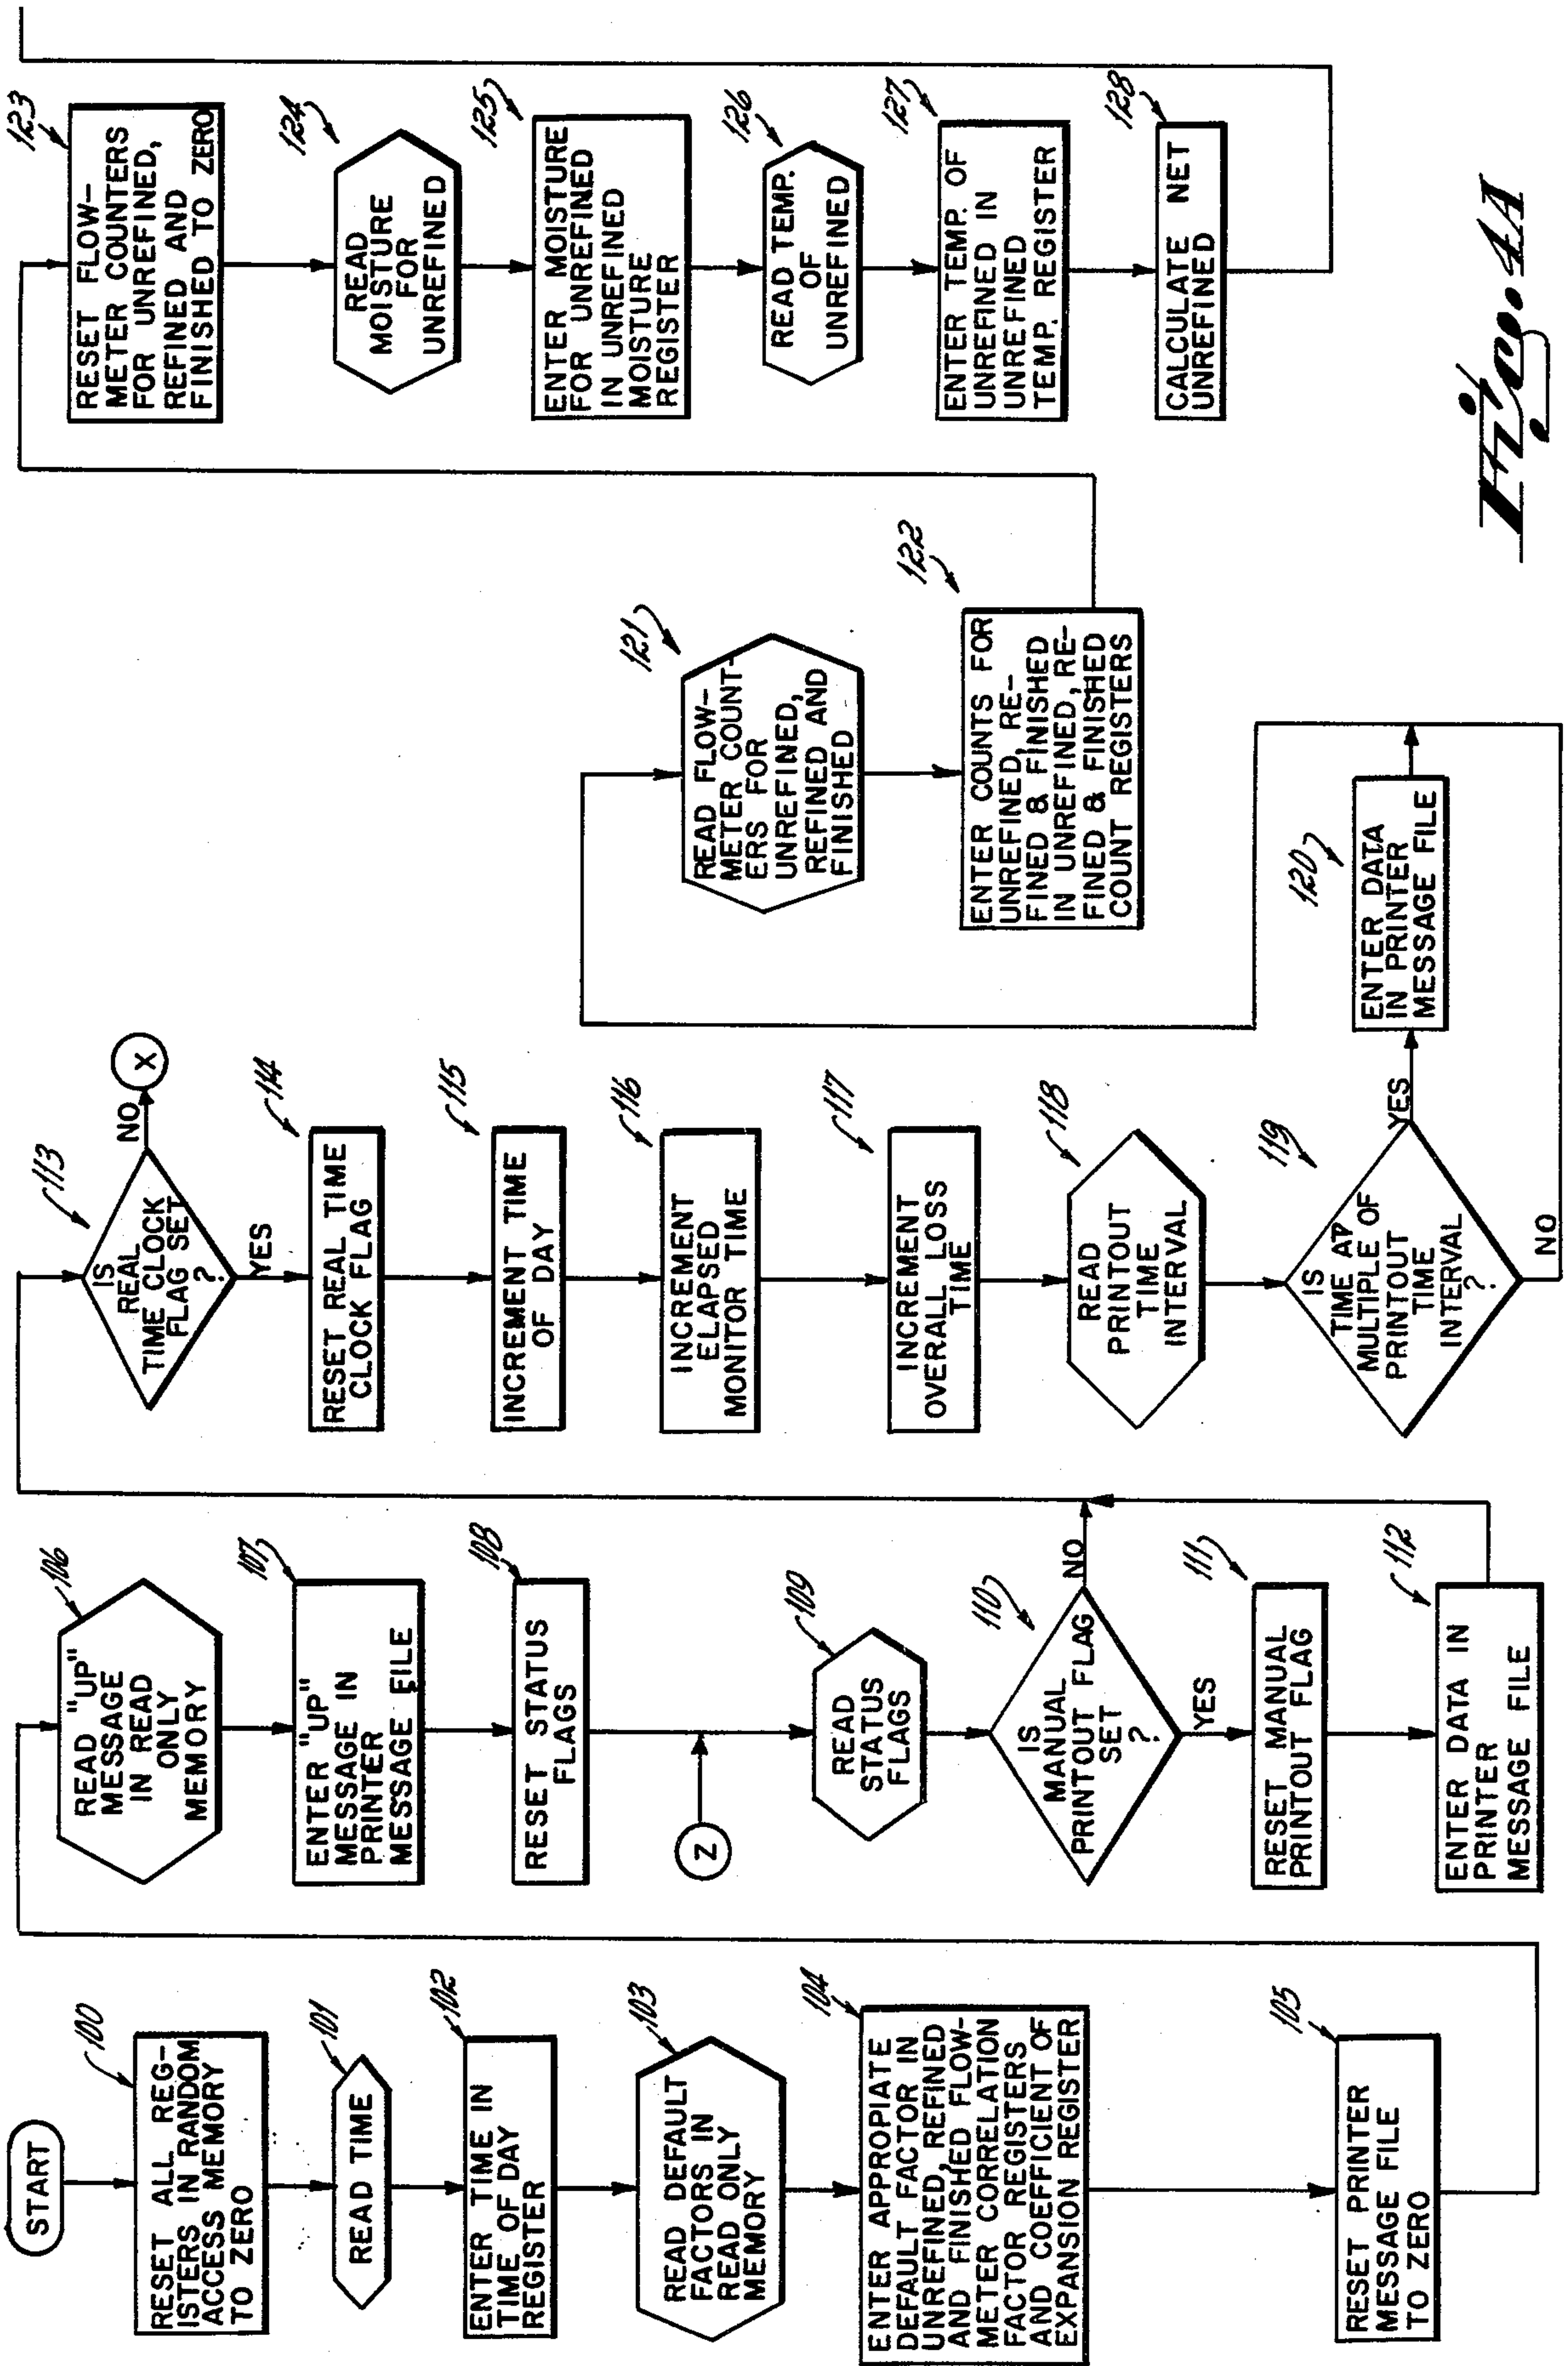 START
100
RESET ALL REG-
ISTERS IN RANDOM
ACCESS MEMORY
TO ZERO
101
READ TIME
102
ENTER TIME IN
TIME OF DAY
REGISTER
103
READ DEFAULT
FACTORS IN
READ ONLY
MEMORY
104
ENTER APPROPIATE
DEFAULT FACTOR IN
UNREFINED, REFINED
AND FINISHED FLOW-
METER CORRELATION
FACTOR REGISTERS
AND COEFFICIENT OF
EXPANSION REGISTER
105
RESET PRINTER
MESSAGE FILE
TO ZERO
106
READ "UP"
MESSAGE
IN READ
ONLY
MEMORY
107
ENTER "UP"
MESSAGE IN
PRINTER
MESSAGE FILE
108
RESET STATUS
FLAGS
Z
109
READ
STATUS
FLAGS
110
IS
MANUAL
PRINTOUT FLAG
SET
?
NO
YES
111
RESET MANUAL
PRINTOUT FLAG
112
ENTER DATA IN
PRINTER
MESSAGE FILE
113
IS
REAL
TIME CLOCK
FLAG SET
?
NO
X
YES
114
RESET REAL TIME
CLOCK FLAG
115
INCREMENT TIME
OF DAY
116
INCREMENT
ELAPSED
MONITOR TIME
117
INCREMENT
OVERALL LOSS
TIME
118
READ
PRINTOUT
TIME
INTERVAL
119
IS
TIME AT
MULTIPLE OF
PRINTOUT
TIME
INTERVAL
?
YES
NO
120
ENTER DATA
IN PRINTER
MESSAGE FILE
121
READ FLOW-
METER COUNT-
ERS FOR
UNREFINED,
REFINED AND
FINISHED
122
ENTER COUNTS FOR
UNREFINED, RE-
FINED & FINISHED
IN UNREFINED, RE-
FINED & FINISHED
COUNT REGISTERS
123
RESET FLOW-
METER COUNTERS
FOR UNREFINED,
REFINED AND
FINISHED TO ZERO
124
READ
MOISTURE
FOR
UNREFINED
125
ENTER MOISTURE
FOR UNREFINED
IN UNREFINED
MOISTURE
REGISTER
126
READ TEMP.
OF
UNREFINED
127
ENTER TEMP. OF
UNREFINED IN
UNREFINED
TEMP. REGISTER
128
CALCULATE NET
UNREFINED
Fig. 4A